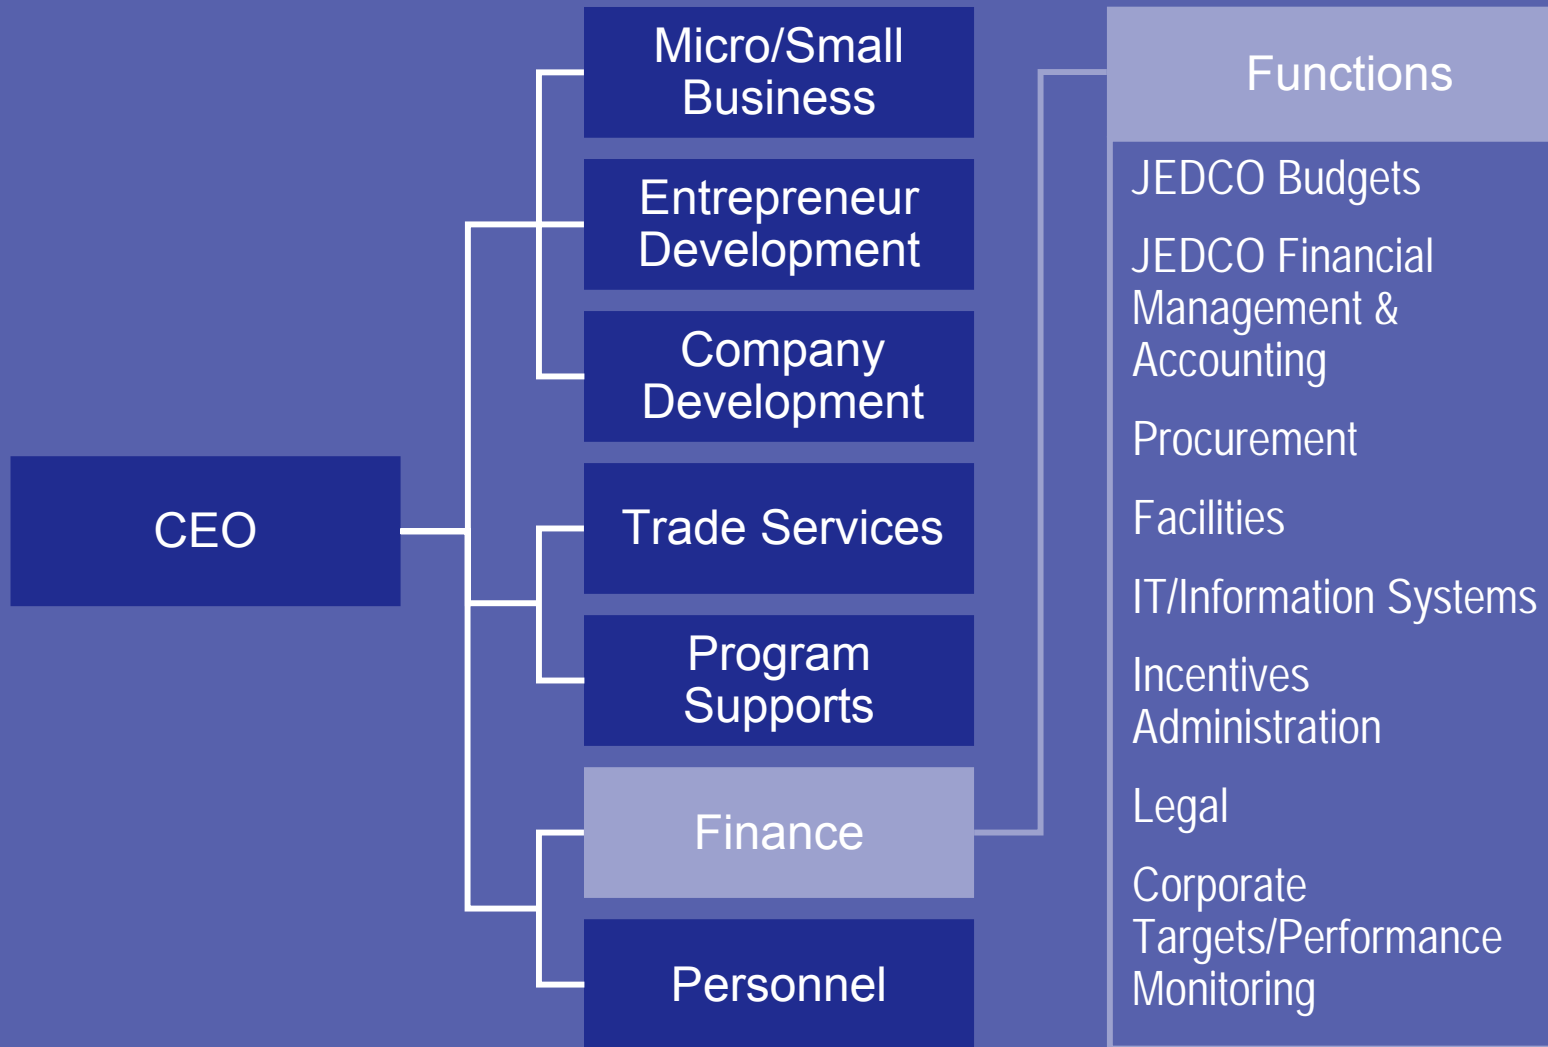 CEO
Micro/Small
Business
Entrepreneur
Development
Company
Development
Trade Services
Program
Supports
Finance
Personnel
Functions
JEDCO Budgets
JEDCO Financial
Management &
Accounting
Procurement
Facilities
IT/Information Systems
Incentives
Administration
Legal
Corporate
Targets/Performance
Monitoring